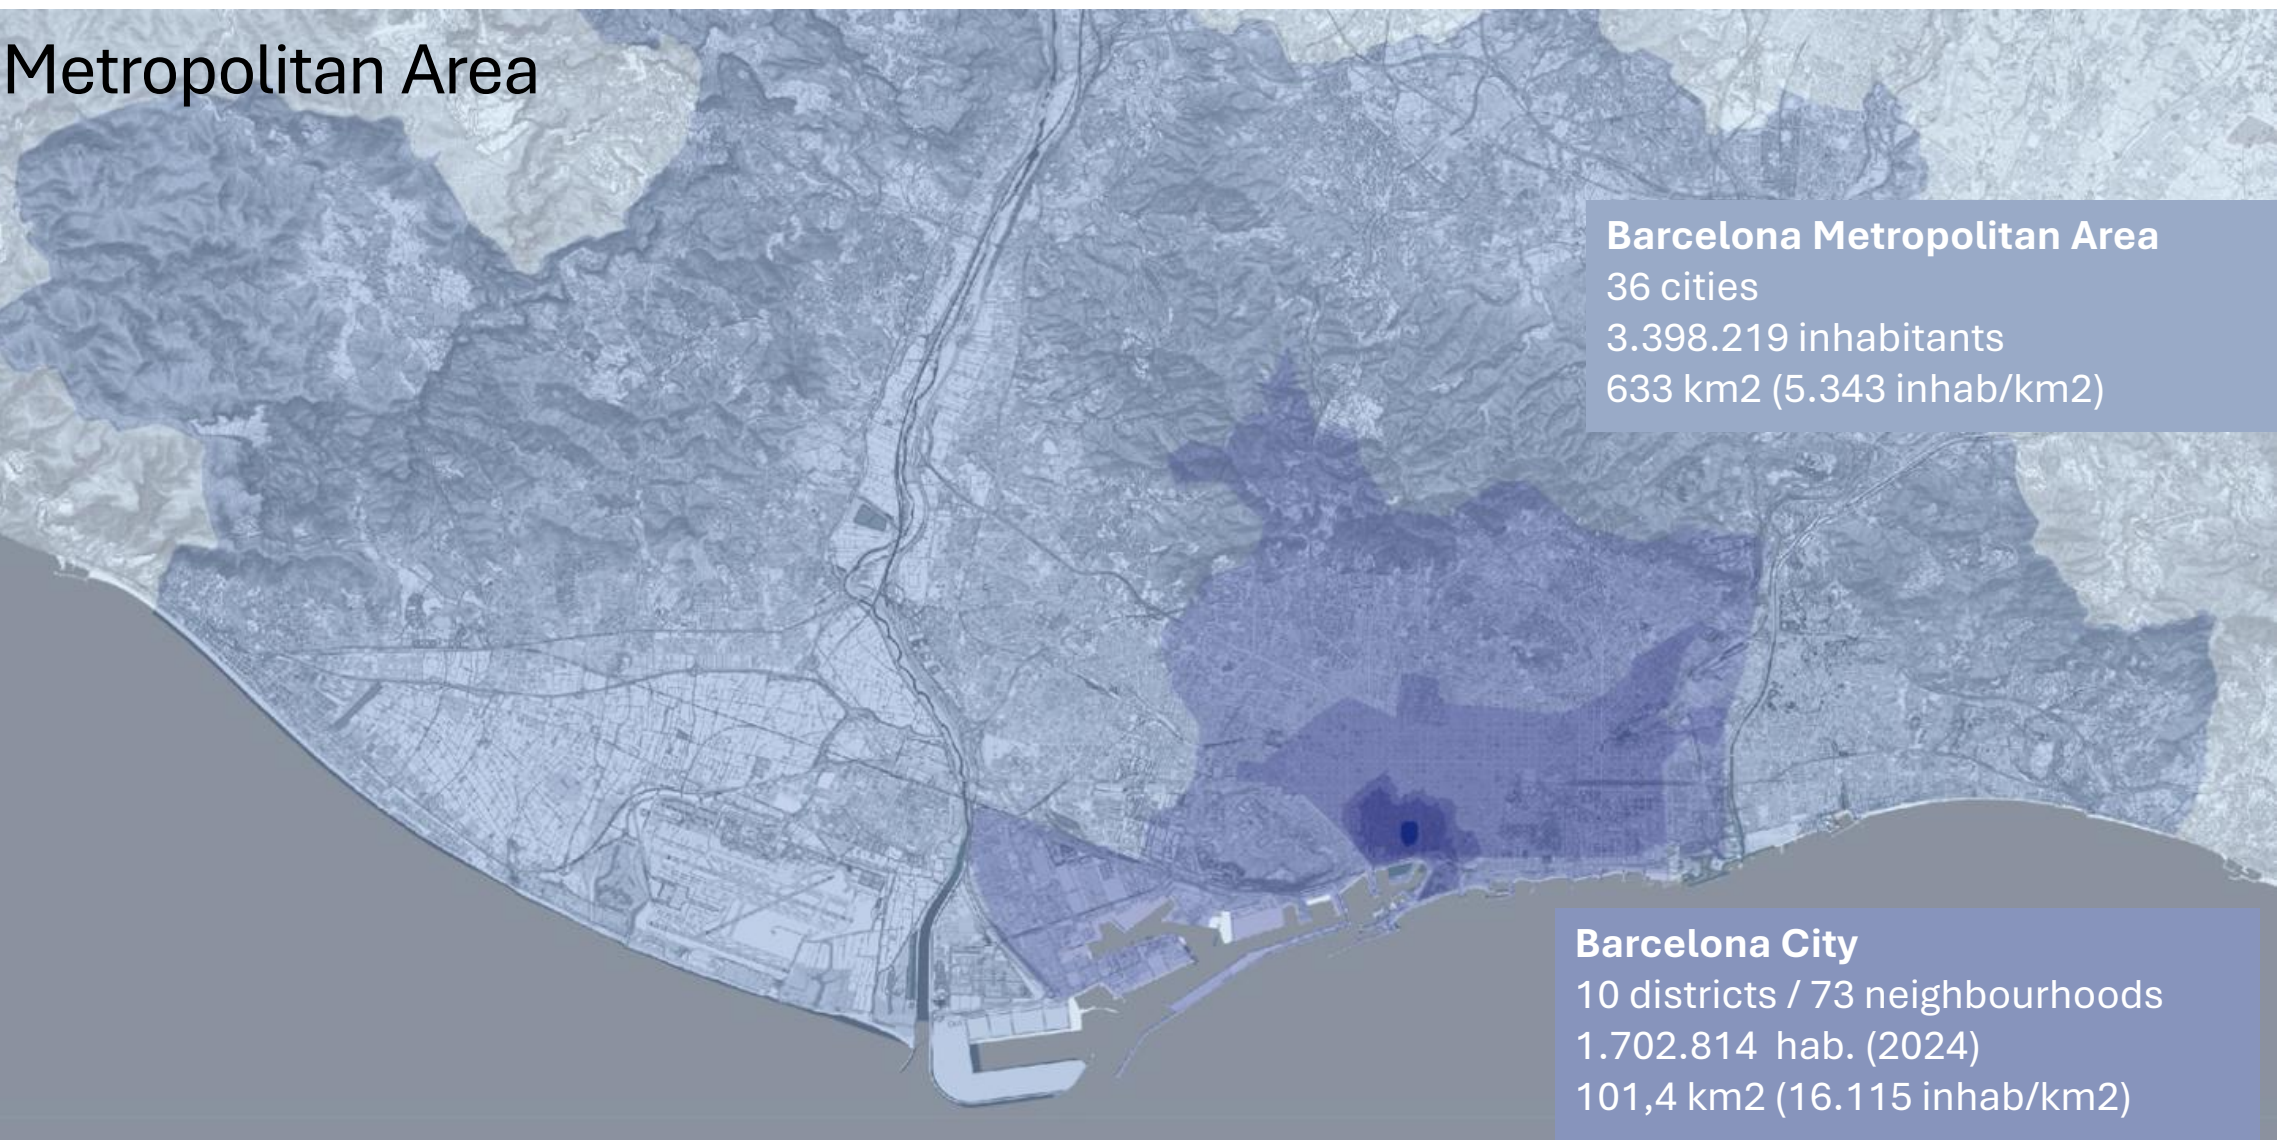 Metropolitan Area
Barcelona Metropolitan Area
36 cities
3.398.219 inhabitants
633 km2 (5.343 inhab/km2)
Barcelona City
10 districts / 73 neighbourhoods
1.702.814  hab. (2024)
101,4 km2 (16.115 inhab/km2)